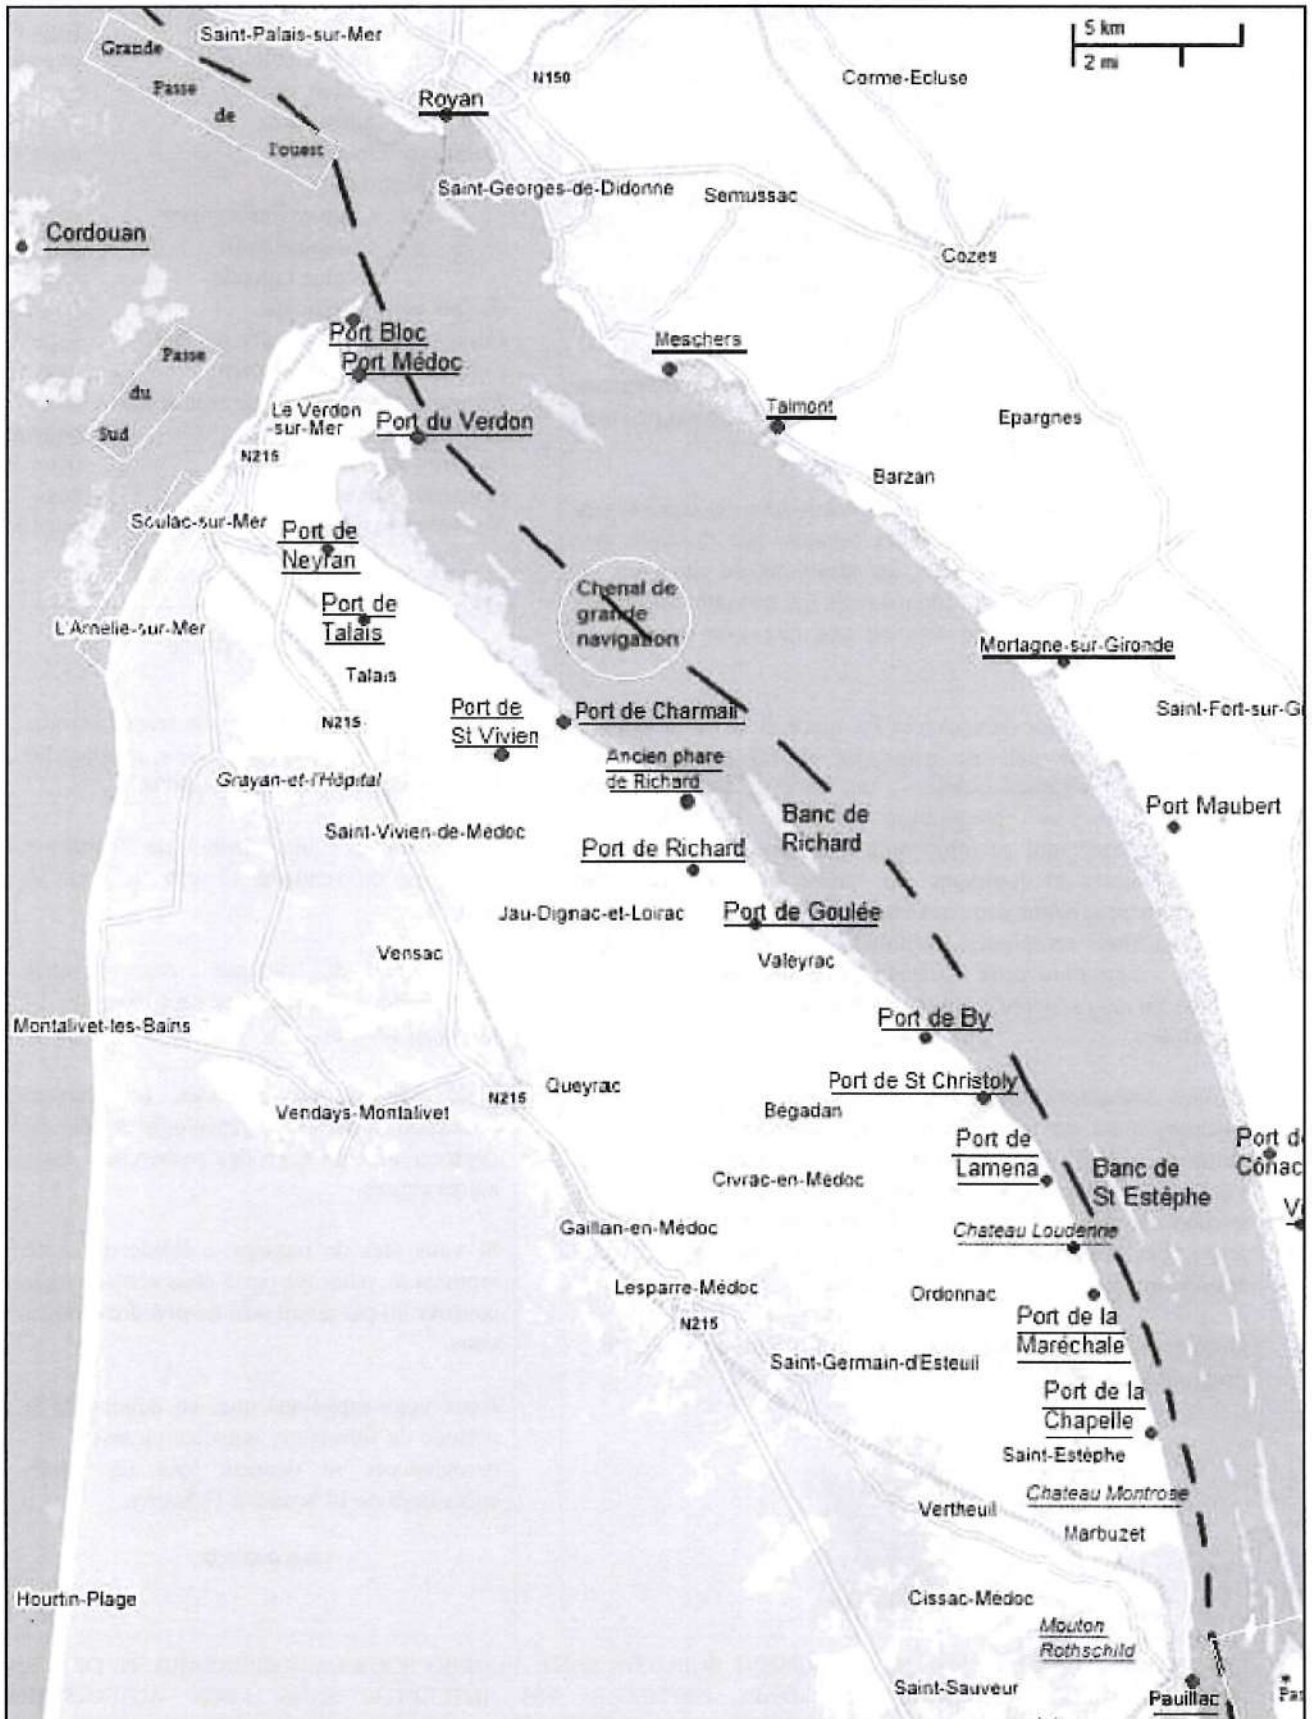 Saint-Palais-sur-Mer
Grande
Passe
de
l'ouest
5 km
2 mi
N150
Corme-Ecluse
Royan
Saint-Georges-de-Didonne
Semussac
Cordouan
Cozes
Port Bloc
Port Médoc
Meschers
Passe
du
Sud
Le Verdon
-sur-Mer
Port du Verdon
Talmont
Epargnes
N215
Barzan
Soulac-sur-Mer
Port de
Neyran
Chenal de
grande
navigation
Port de
Talais
L'Amelie-sur-Mer
Mortagne-sur-Gironde
Talais
Port de
St Vivien
Port de Charmail
Saint-Fort-sur-G
N215
Ancien phare
de Richard
Grayan-et-l'Hôpital
Banc de
Richard
Port Maubert
Saint-Vivien-de-Médoc
Port de Richard
Jau-Dignac-et-Loirac
Port de Goulée
Vensac
Valeyrac
Montalivet-les-Bains
Port de By
Queyrac
N215
Port de St Christoly
Vendays-Montalivet
Bégadan
Port de
Lamena
Banc de
St Estèphe
Port de
Cônac
Civrac-en-Médoc
V
Gaillan-en-Médoc
Chateau Loudenne
Lesparre-Médoc
Ordonnac
N215
Port de la
Maréchale
Saint-Germain-d'Esteuil
Port de la
Chapelle
Saint-Estèphe
Chateau Montrose
Vertheuil
Marbuzet
Hourtin-Plage
Cissac-Médoc
Mouton
Rothschild
Saint-Sauveur
Pauillac